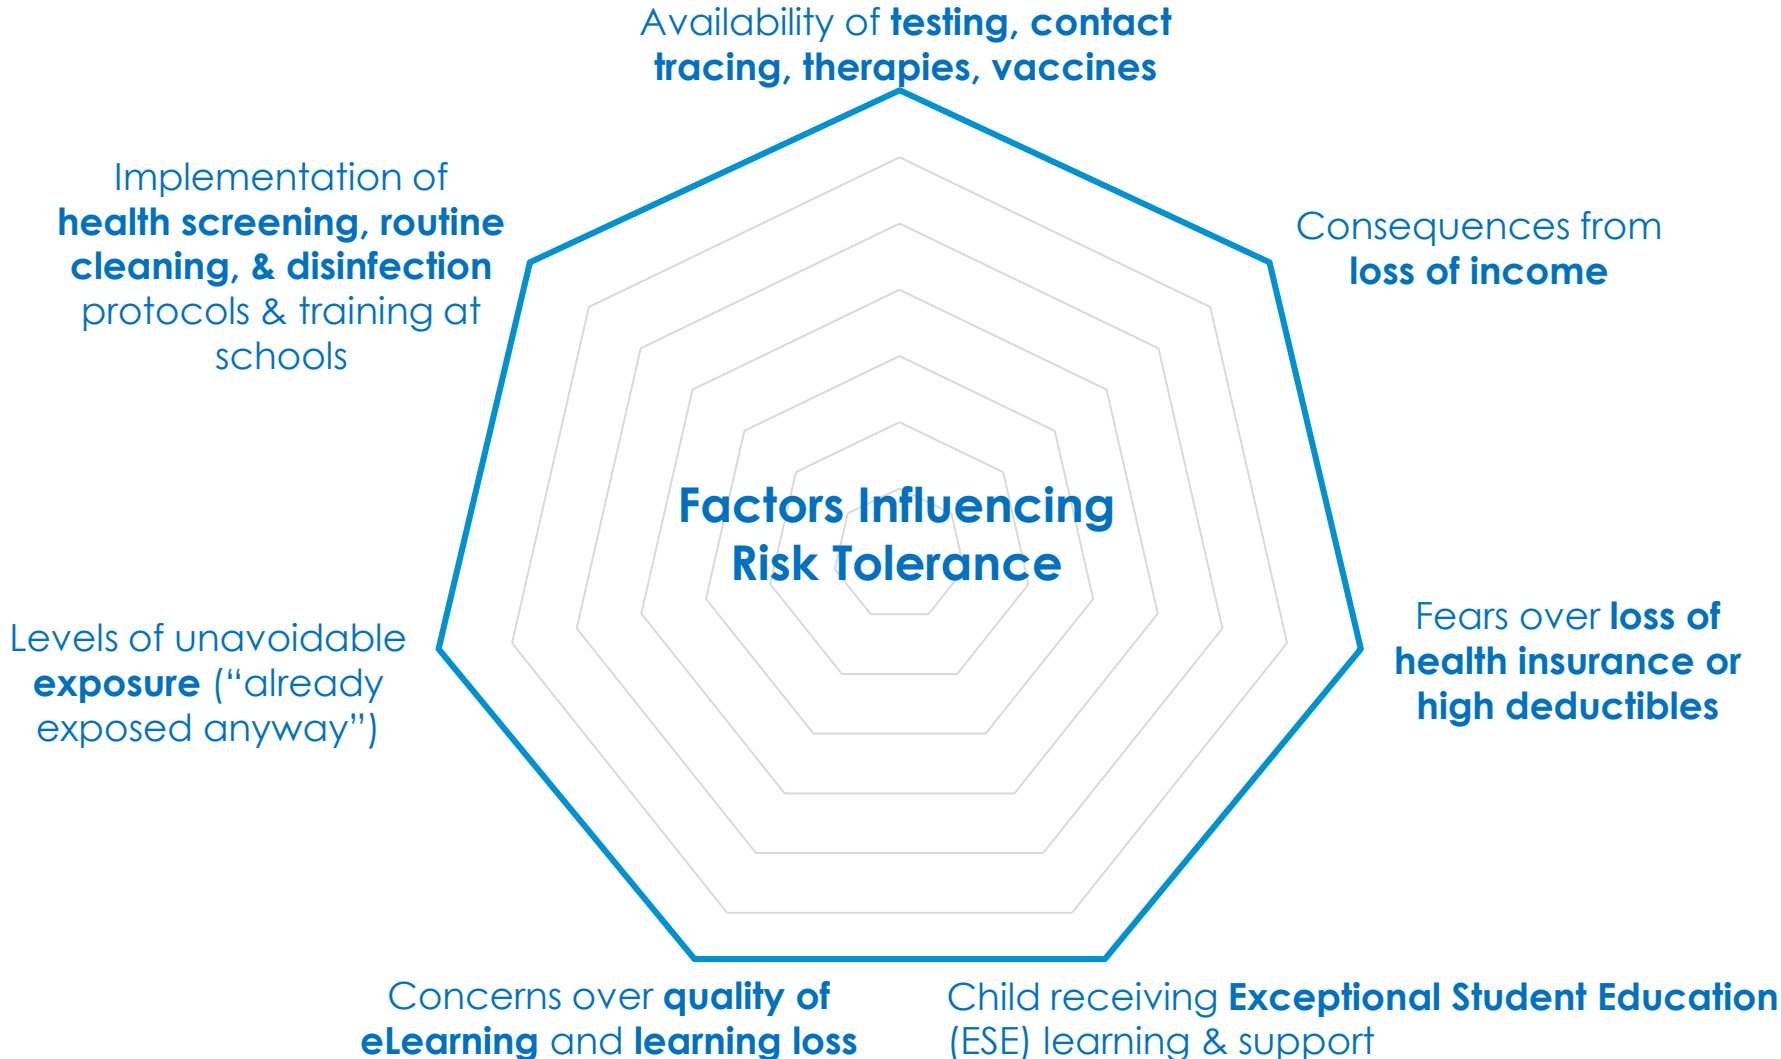 Availability of testing, contact
tracing, therapies, vaccines
Implementation of
health screening, routine
cleaning, & disinfection
protocols & training at
schools
Consequences from
loss of income
Factors Influencing
Risk Tolerance
Levels of unavoidable
exposure (“already
exposed anyway”)
Fears over loss of
health insurance or
high deductibles
Concerns over quality of
eLearning and learning loss
Child receiving Exceptional Student Education
(ESE) learning & support